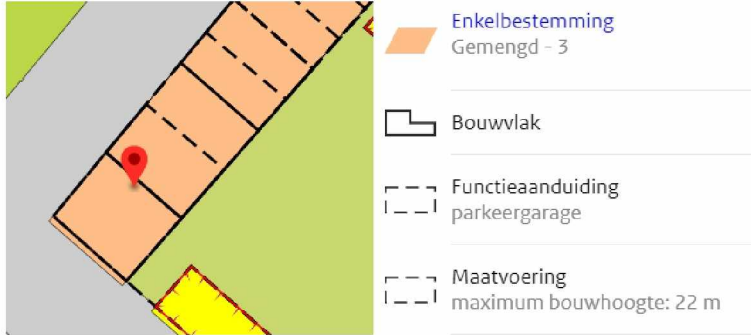 Enkelbestemming
Gemengd - 3
Bouwvlak
Functieaanduiding
parkeergarage
Maatvoering
maximum bouwhoogte: 22 m